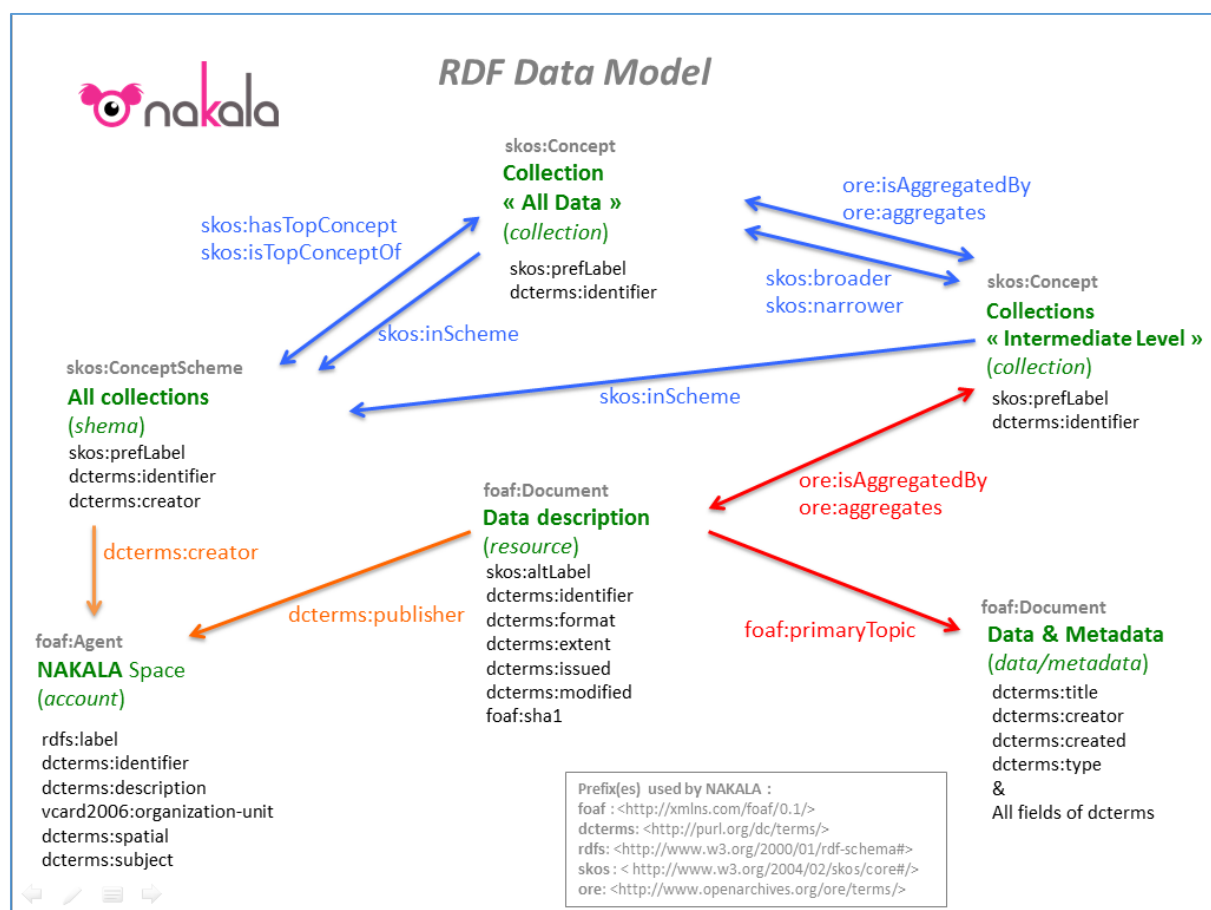 RDF Data Model
nakala
skos:Concept
Collection
« All Data »
(collection)
skos:prefLabel
dcterms:identifier
ore:isAggregatedBy
ore:aggregates
skos:hasTopConcept
skos:isTopConceptOf
skos:broader
skos:narrower
skos:inScheme
skos:Concept
Collections
« Intermediate Level »
(collection)
skos:prefLabel
dcterms:identifier
skos:ConceptScheme
All collections
(shema)
skos:prefLabel
dcterms:identifier
dcterms:creator
skos:inScheme
ore:isAggregatedBy
ore:aggregates
foaf:Document
Data description
(resource)
skos:altLabel
dcterms:identifier
dcterms:format
dcterms:extent
dcterms:issued
dcterms:modified
foaf:sha1
dcterms:creator
dcterms:publisher
foaf:primaryTopic
foaf:Agent
NAKALA Space
(account)
rdfs:label
dcterms:identifier
dcterms:description
vcard2006:organization-unit
dcterms:spatial
dcterms:subject
foaf:Document
Data & Metadata
(data/metadata)
dcterms:title
dcterms:creator
dcterms:created
dcterms:type
&
All fields of dcterms
Prefix(es) used by NAKALA :
foaf : <http://xmlns.com/foaf/0.1/>
dcterms: <http://purl.org/dc/terms/>
rdfs: <http://www.w3.org/2000/01/rdf-schema#>
skos : < http://www.w3.org/2004/02/skos/core#/>
ore: <http://www.openarchives.org/ore/terms/>